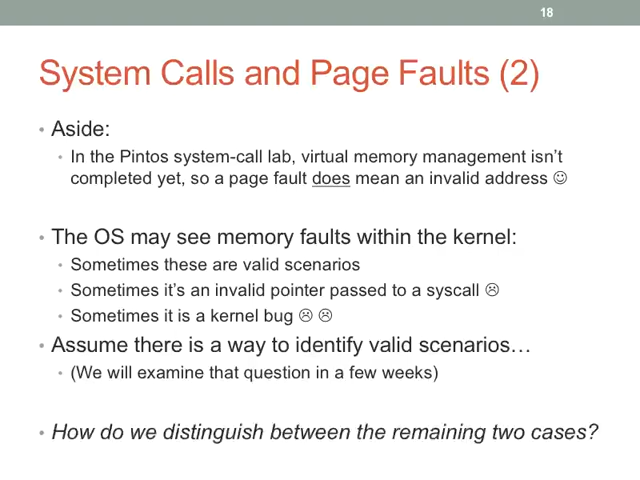 18
System Calls and Page Faults (2)
• Aside:
• In the Pintos system-call lab, virtual memory management isn't
completed yet, so a page fault does mean an invalid address ☺
• The OS may see memory faults within the kernel:
• Sometimes these are valid scenarios
• Sometimes it's an invalid pointer passed to a syscall ☹
• Sometimes it is a kernel bug ☹ ☹
• Assume there is a way to identify valid scenarios…
• (We will examine that question in a few weeks)
• How do we distinguish between the remaining two cases?